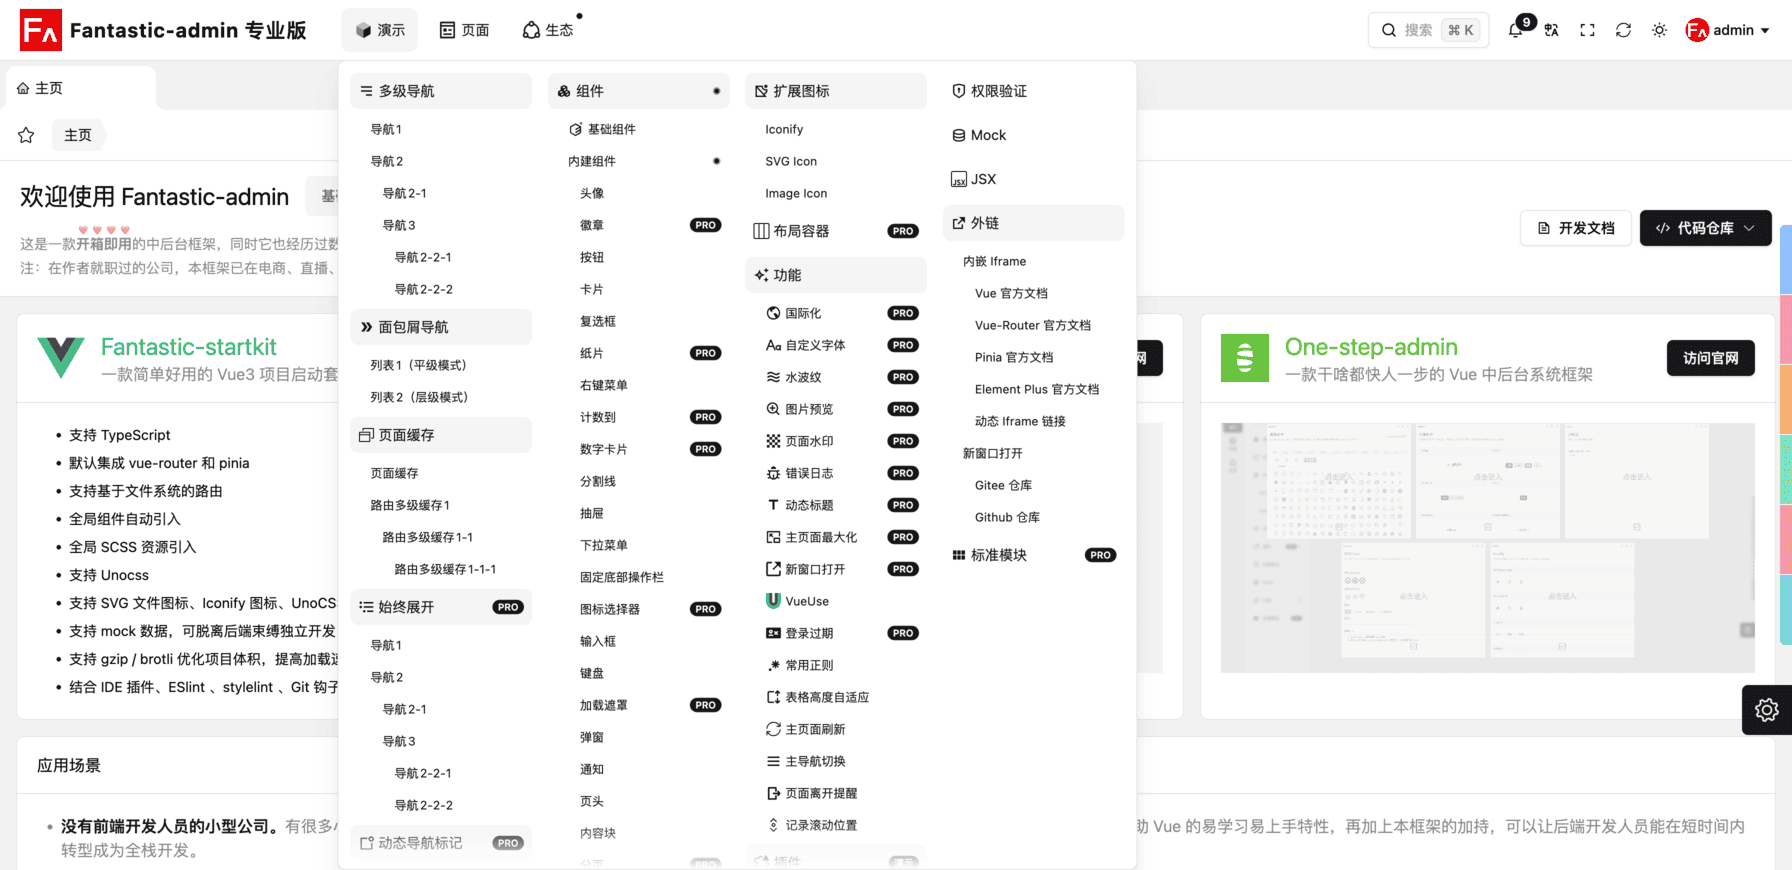 Fantastic-admin 专业版
演示
页面
生态
搜索
⌘ K
9
admin
主页
主页
欢迎使用 Fantastic-admin
这是一款开箱即用的中后台框架，同时它也经历过数
注：在作者就职过的公司，本框架已在电商、直播、
开发文档
代码仓库
Fantastic-startkit
一款简单好用的 Vue3 项目启动套
支持 TypeScript
默认集成 vue-router 和 pinia
支持基于文件系统的路由
全局组件自动引入
全局 SCSS 资源引入
支持 Unocss
支持 SVG 文件图标、Iconify 图标、UnoCS
支持 mock 数据，可脱离后端束缚独立开发
支持 gzip / brotli 优化项目体积，提高加载速
结合 IDE 插件、ESlint 、stylelint 、Git 钩子
多级导航
导航1
导航2
导航2-1
导航3
导航2-2-1
导航2-2-2
面包屑导航
列表1（平级模式）
列表2（层级模式）
页面缓存
页面缓存
路由多级缓存1
路由多级缓存1-1
路由多级缓存1-1-1
始终展开 PRO
导航1
导航2
导航2-1
导航3
导航2-2-1
导航2-2-2
动态导航标记 PRO
组件
基础组件
内建组件
头像
徽章 PRO
按钮
卡片
复选框
纸片 PRO
右键菜单
计数到 PRO
数字卡片 PRO
分割线
抽屉
下拉菜单
固定底部操作栏
图标选择器 PRO
输入框
键盘
加载遮罩 PRO
弹窗
通知
页头
内容块
分页 PRO
扩展图标
Iconify
SVG Icon
Image Icon
布局容器 PRO
功能
国际化 PRO
自定义字体 PRO
水波纹 PRO
图片预览 PRO
页面水印 PRO
错误日志 PRO
动态标题 PRO
主页面最大化 PRO
新窗口打开 PRO
VueUse
登录过期 PRO
常用正则
表格高度自适应
主页面刷新
主导航切换
页面离开提醒
记录滚动位置
插件
权限验证
Mock
JSX
外链
内嵌 Iframe
Vue 官方文档
Vue-Router 官方文档
Pinia 官方文档
Element Plus 官方文档
动态 Iframe 链接
新窗口打开
Gitee 仓库
Github 仓库
标准模块 PRO
网
One-step-admin
一款干啥都快人一步的 Vue 中后台系统框架
访问官网
点击进入
点击进入
点击进入
点击进入
点击进入
应用场景
没有前端开发人员的小型公司。有很多小
助 Vue 的易学习易上手特性，再加上本框架的加持，可以让后端开发人员能在短时间内
转型成为全栈开发。